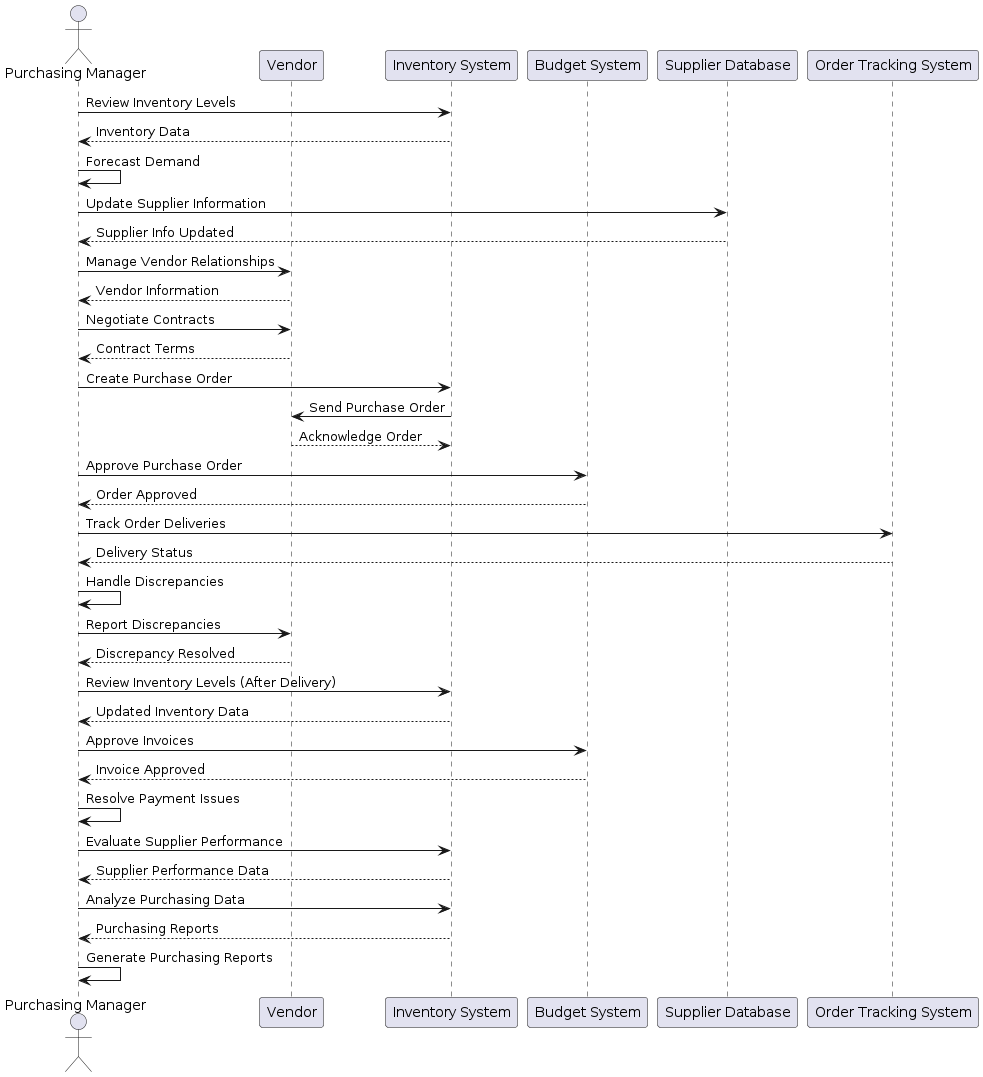 Purchasing Manager
Vendor
Inventory System
Budget System
Supplier Database
Order Tracking System
Review Inventory Levels
Inventory Data
Forecast Demand
Update Supplier Information
Supplier Info Updated
Manage Vendor Relationships
Vendor Information
Negotiate Contracts
Contract Terms
Create Purchase Order
Send Purchase Order
Acknowledge Order
Approve Purchase Order
Order Approved
Track Order Deliveries
Delivery Status
Handle Discrepancies
Report Discrepancies
Discrepancy Resolved
Review Inventory Levels (After Delivery)
Updated Inventory Data
Approve Invoices
Invoice Approved
Resolve Payment Issues
Evaluate Supplier Performance
Supplier Performance Data
Analyze Purchasing Data
Purchasing Reports
Generate Purchasing Reports
Purchasing Manager
Vendor
Inventory System
Budget System
Supplier Database
Order Tracking System